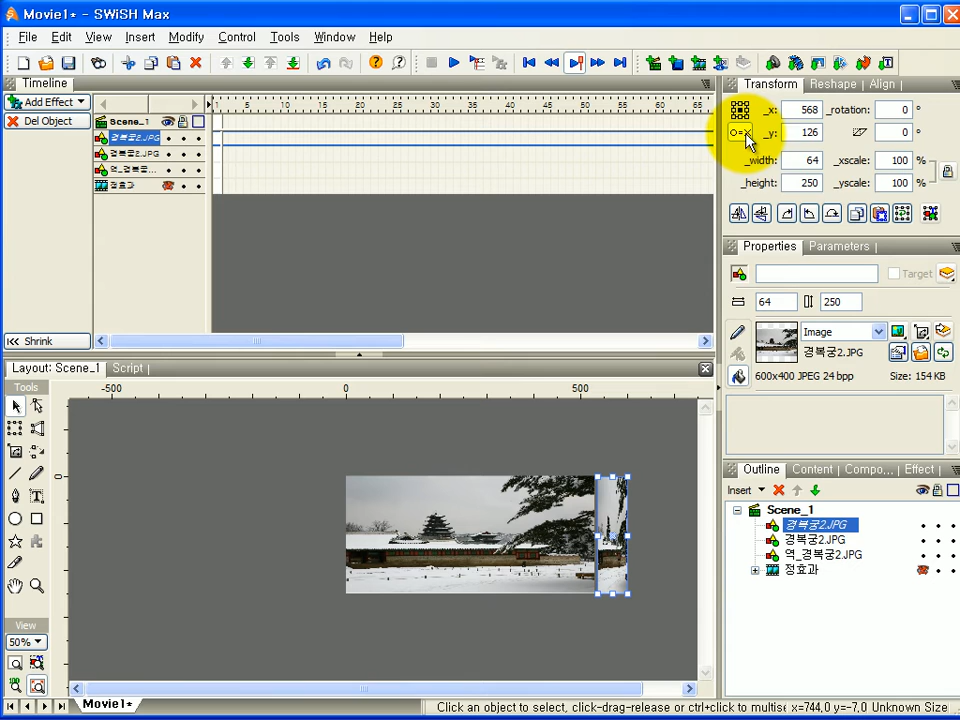 Movie1* - SWiSH Max
File Edit View Insert Modify Control Tools Window Help
Timeline
Add Effect
Del Object
1 5 10 15 20 25 30 35 40 45 50 55 60 65
Scene_1
경복궁2.JPG
경복궁2.JPG
역_경복궁...
정효과
Shrink
Transform Reshape Align
_x: 568 _rotation: 0 °
_y: 126 0 °
_width: 64 _xscale: 100 %
_height: 250 _yscale: 100 %
Properties Parameters
Target
64 250
Image
경복궁2.JPG
600x400 JPEG 24 bpp Size: 154 KB
Layout: Scene_1 Script
Tools
-500 0 500
0
View
50%
Outline Content Compo... Effect
Insert
Scene_1
경복궁2.JPG
경복궁2.JPG
역_경복궁2.JPG
정효과
Movie1*
Click an object to select, click-drag-release or ctrl+click to multise x=744,0 y=-7,0 Unknown Size